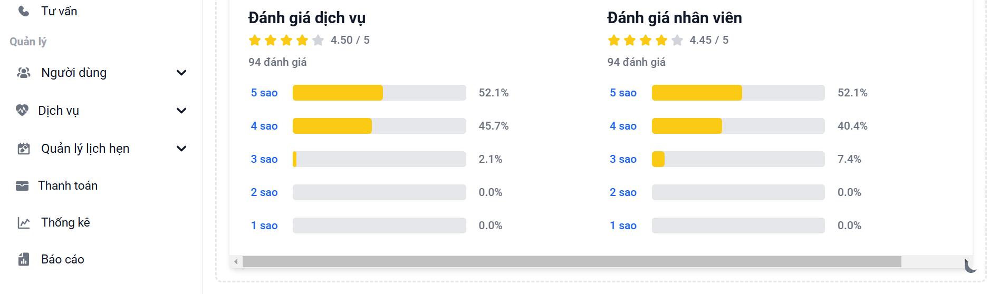 Tư vấn
Quản lý
Người dùng
Dịch vụ
Quản lý lịch hẹn
Thanh toán
Thống kê
Báo cáo
Đánh giá dịch vụ
4.50 / 5
94 đánh giá
5 sao 52.1%
4 sao 45.7%
3 sao 2.1%
2 sao 0.0%
1 sao 0.0%
Đánh giá nhân viên
4.45 / 5
94 đánh giá
5 sao 52.1%
4 sao 40.4%
3 sao 7.4%
2 sao 0.0%
1 sao 0.0%